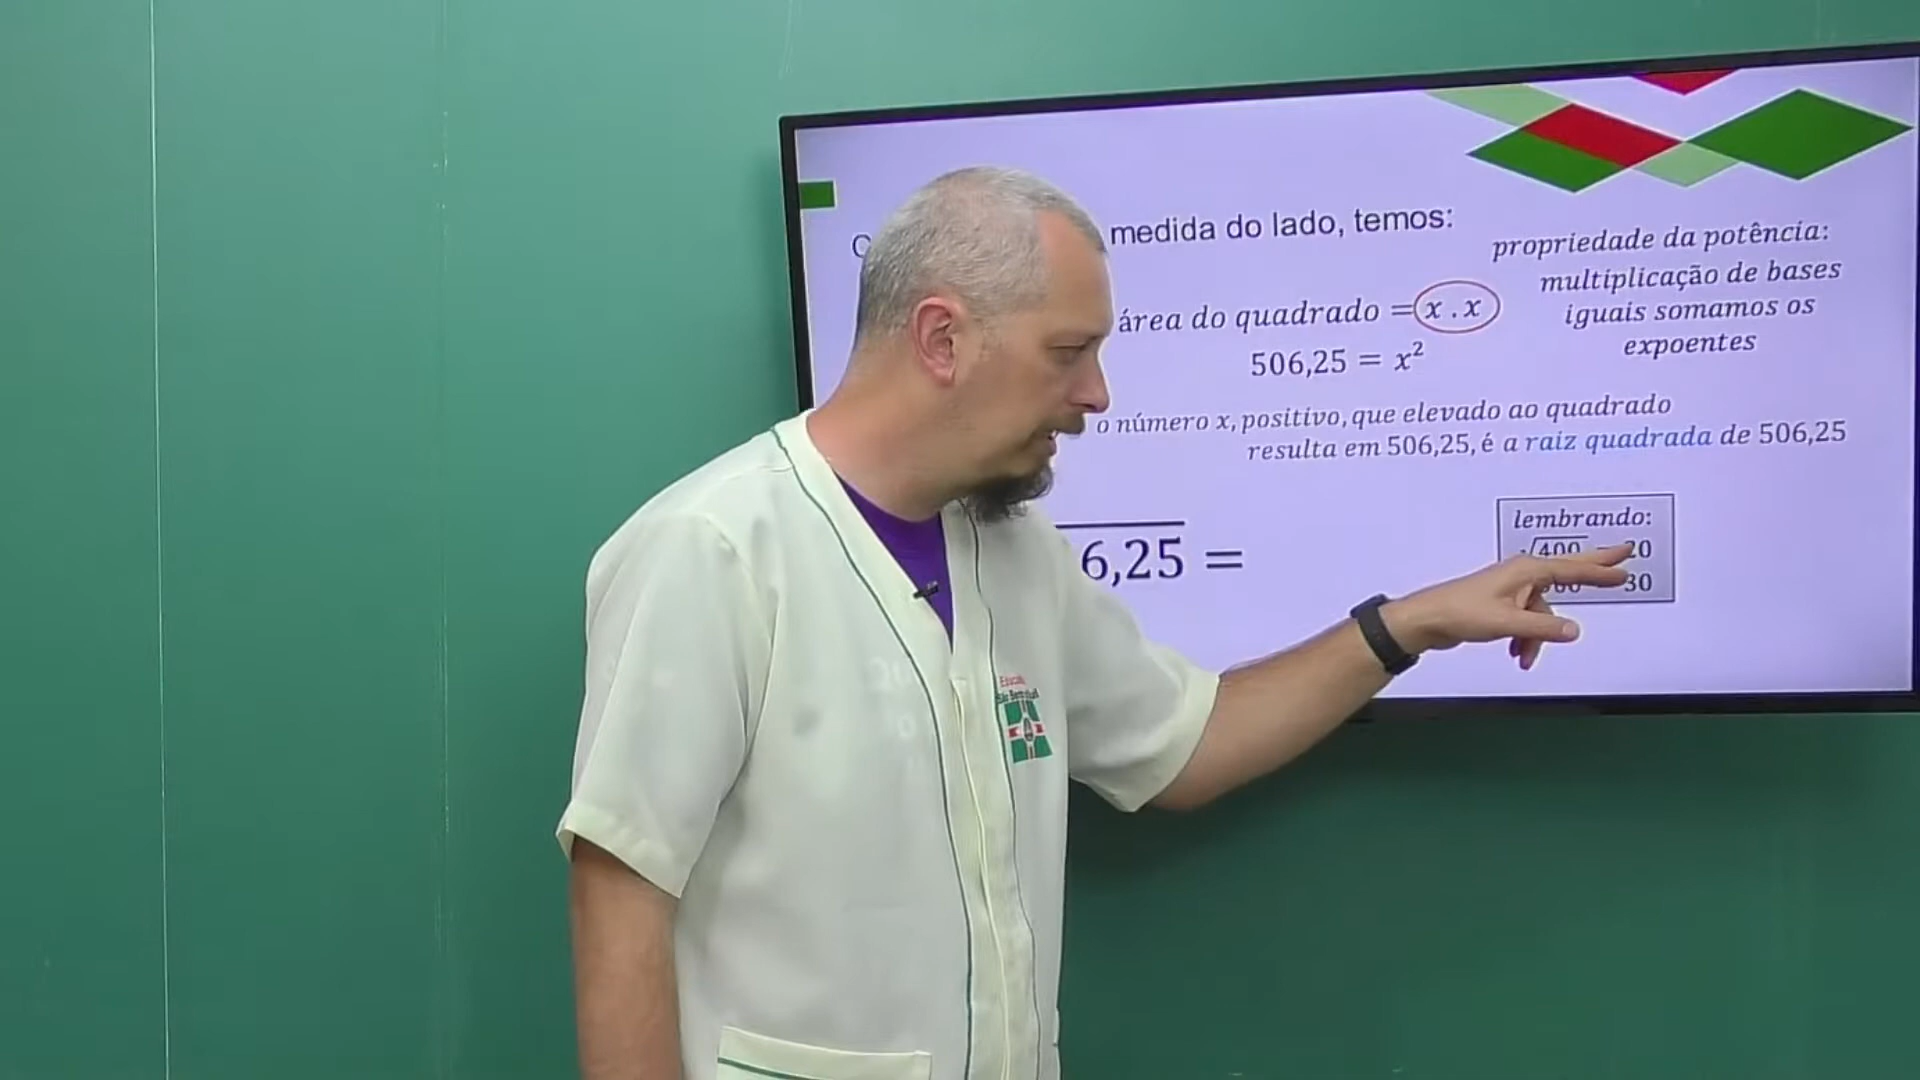 medida do lado, temos:
propriedade da potência:
multiplicação de bases
iguais somamos os
expoentes
área do quadrado = x . x
506,25 = x²
o número x, positivo, que elevado ao quadrado
resulta em 506,25, é a raiz quadrada de 506,25
6,25 =
lembrando:
√400 = 20
30